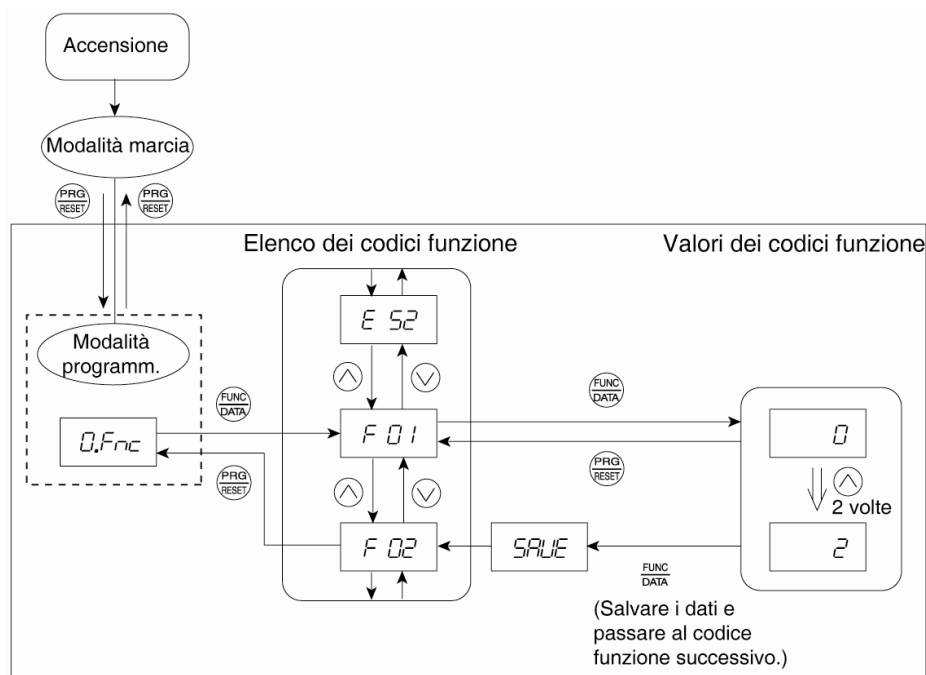 Accensione
Modalità marcia
PRG
RESET
PRG
RESET
Elenco dei codici funzione
Valori dei codici funzione
E 52
Modalità
programm.
FUNC
DATA
FUNC
DATA
0.Fnc
F 01
0
PRG
RESET
PRG
RESET
2 volte
F 02
SAVE
2
FUNC
DATA
(Salvare i dati e
passare al codice
funzione successivo.)